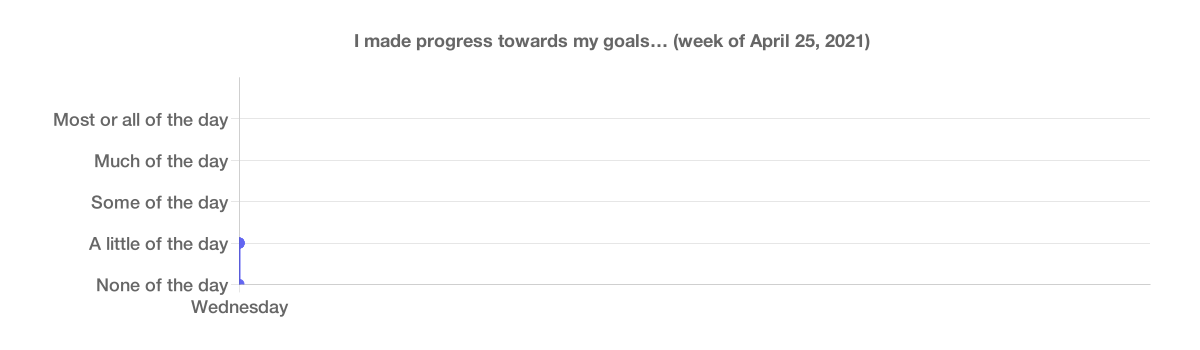 I made progress towards my goals… (week of April 25, 2021)
Most or all of the day
Much of the day
Some of the day
A little of the day
None of the day
Wednesday